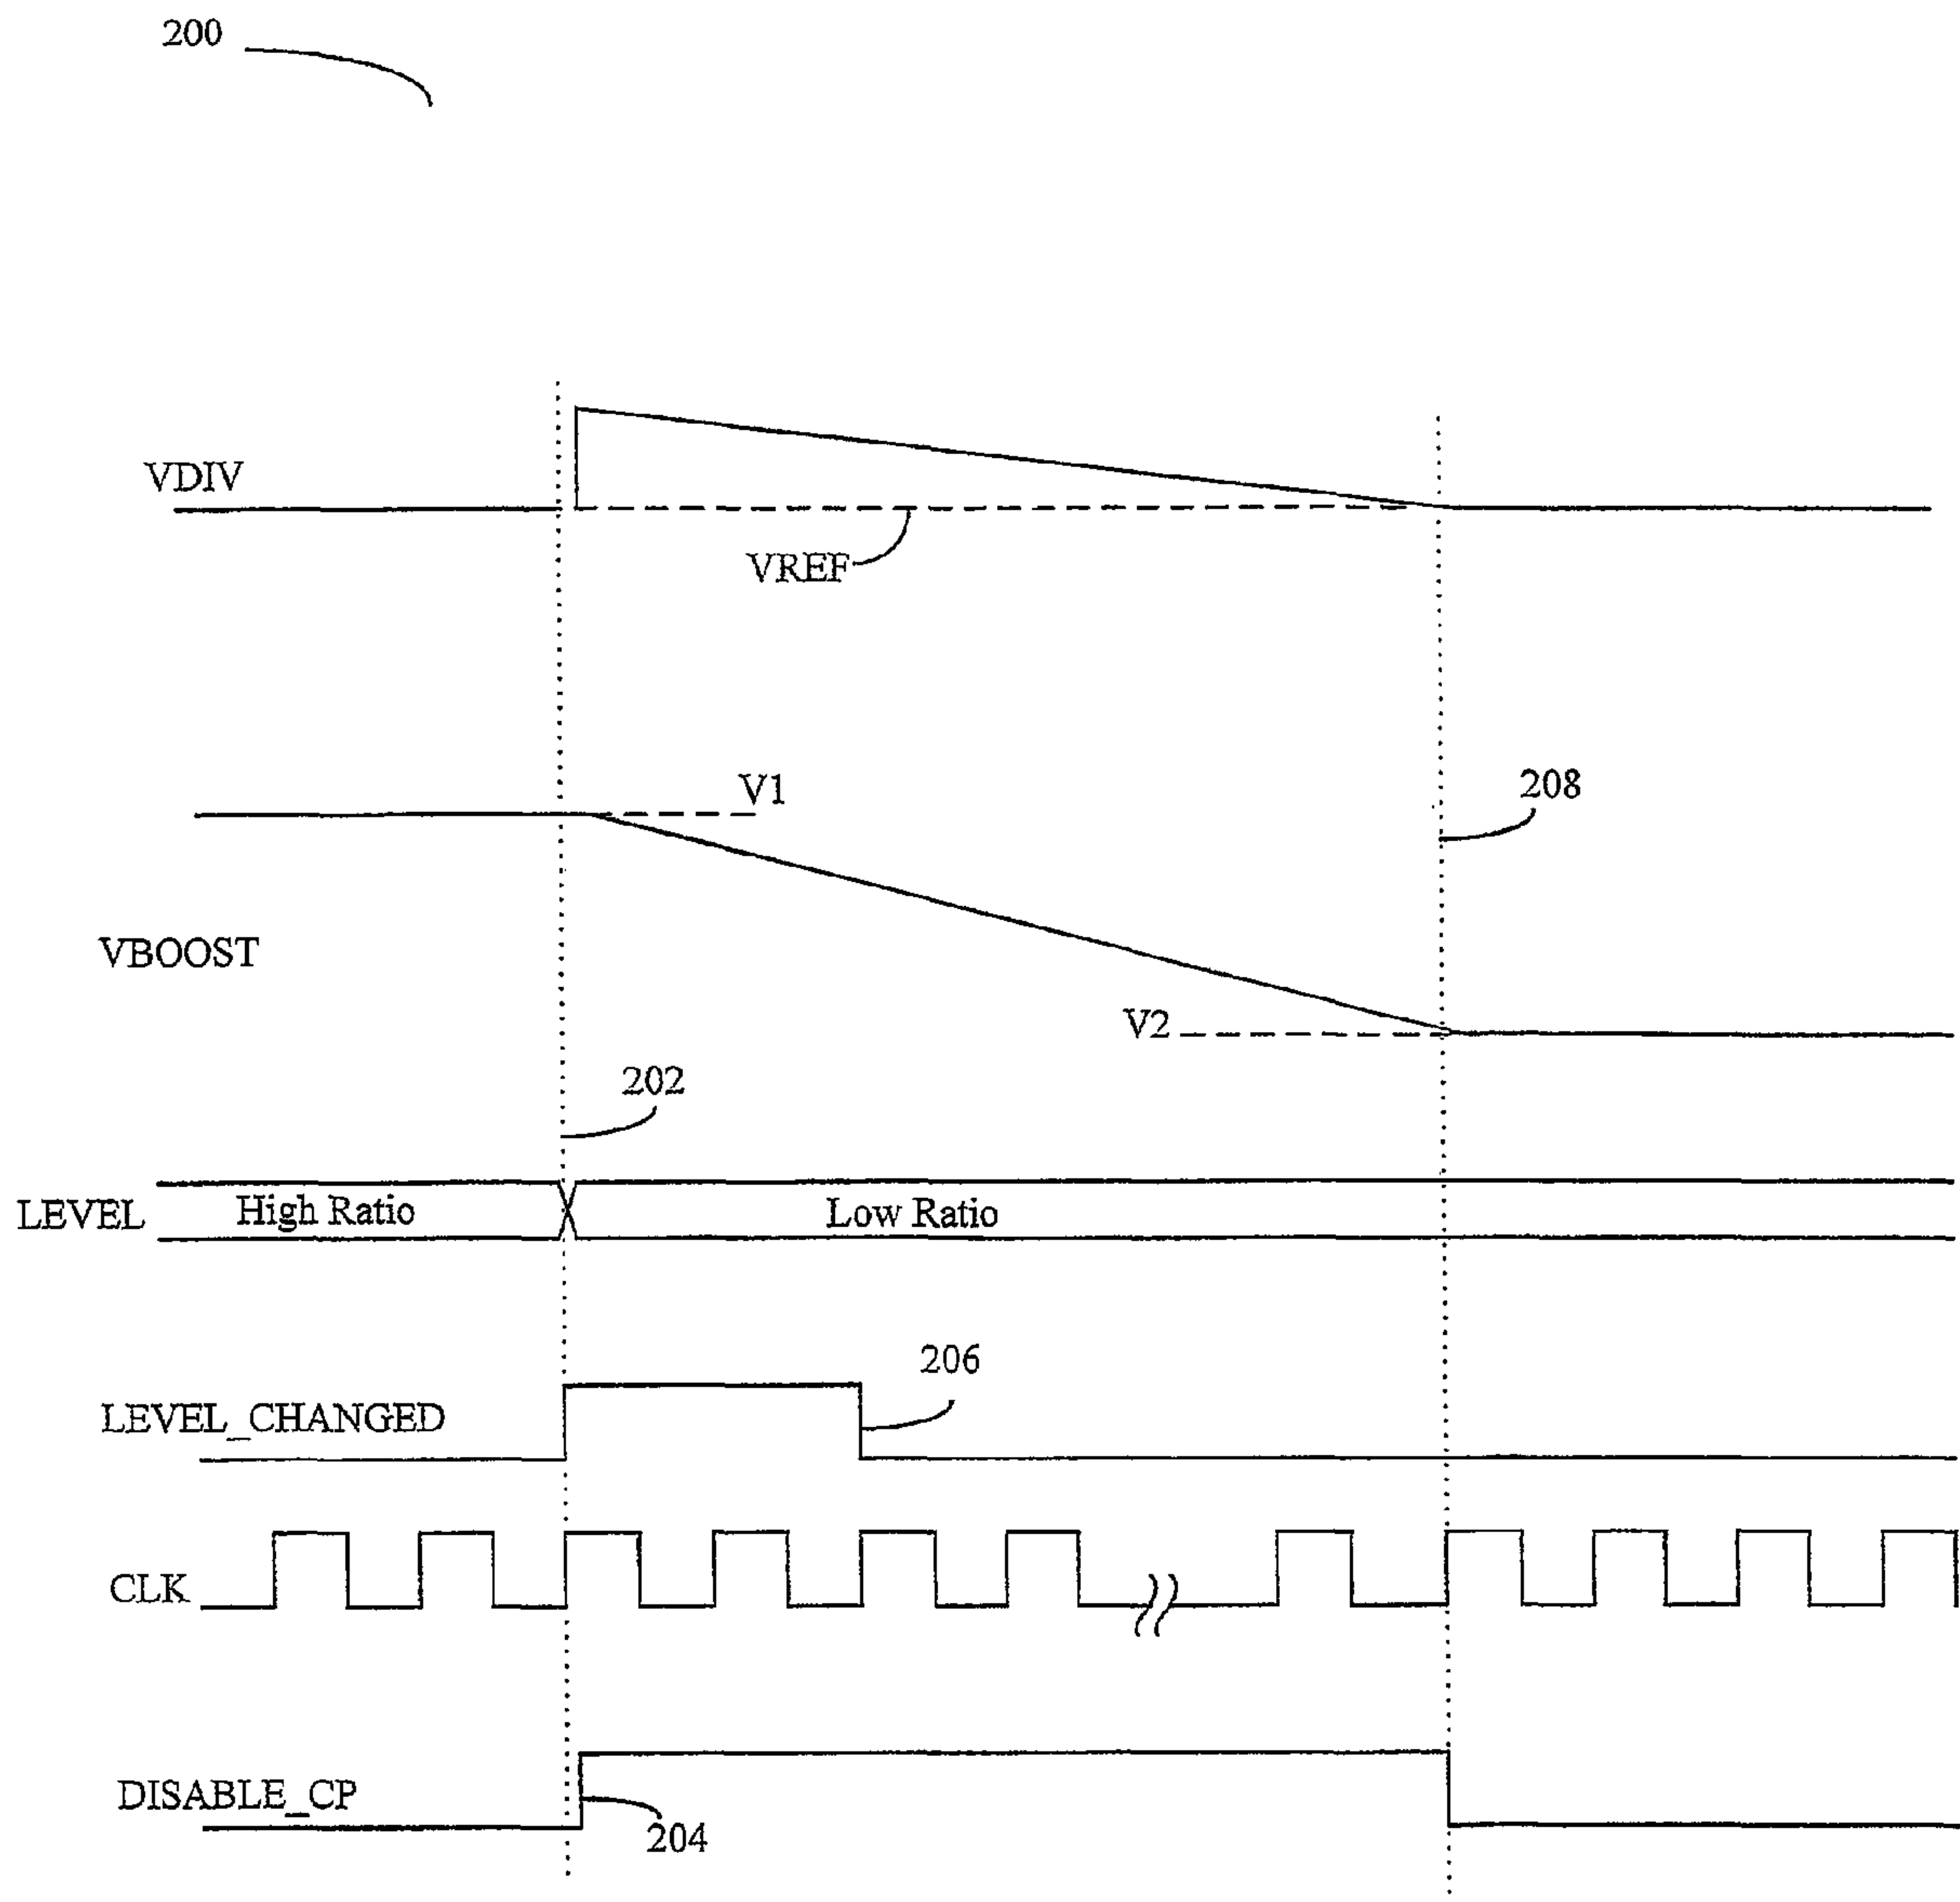 200
VDIV
VREF
V1
208
VBOOST
V2
202
LEVEL
High Ratio
Low Ratio
206
LEVEL_CHANGED
CLK
DISABLE_CP
204